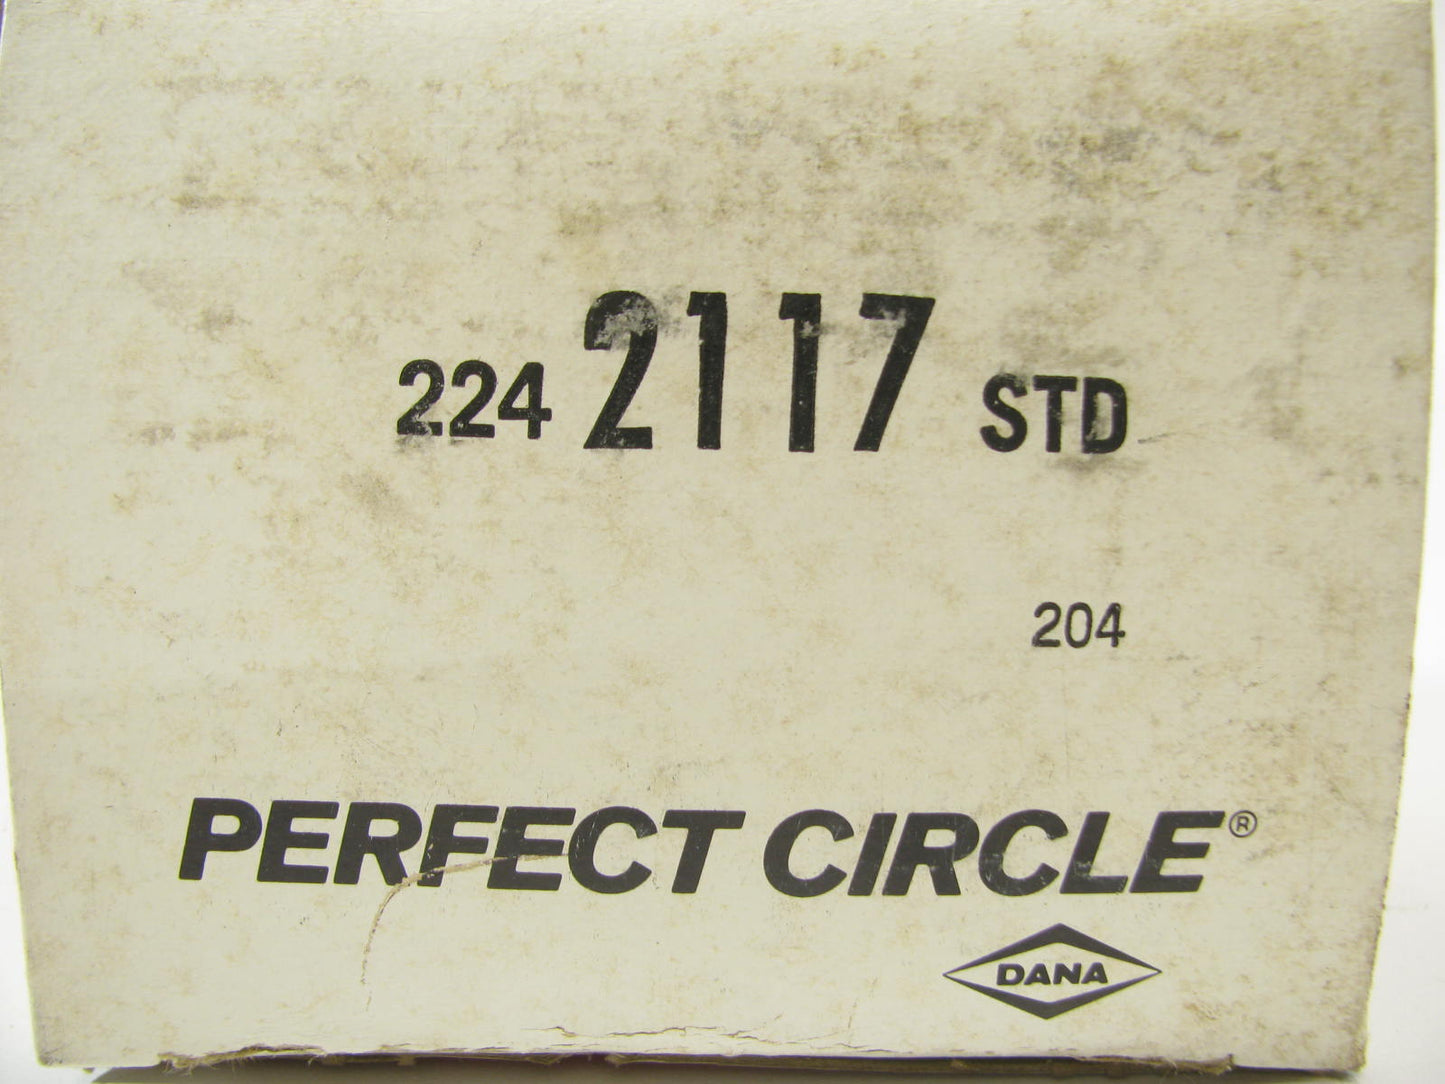 224 2117 STD
204
PERFECT CIRCLE®
DANA